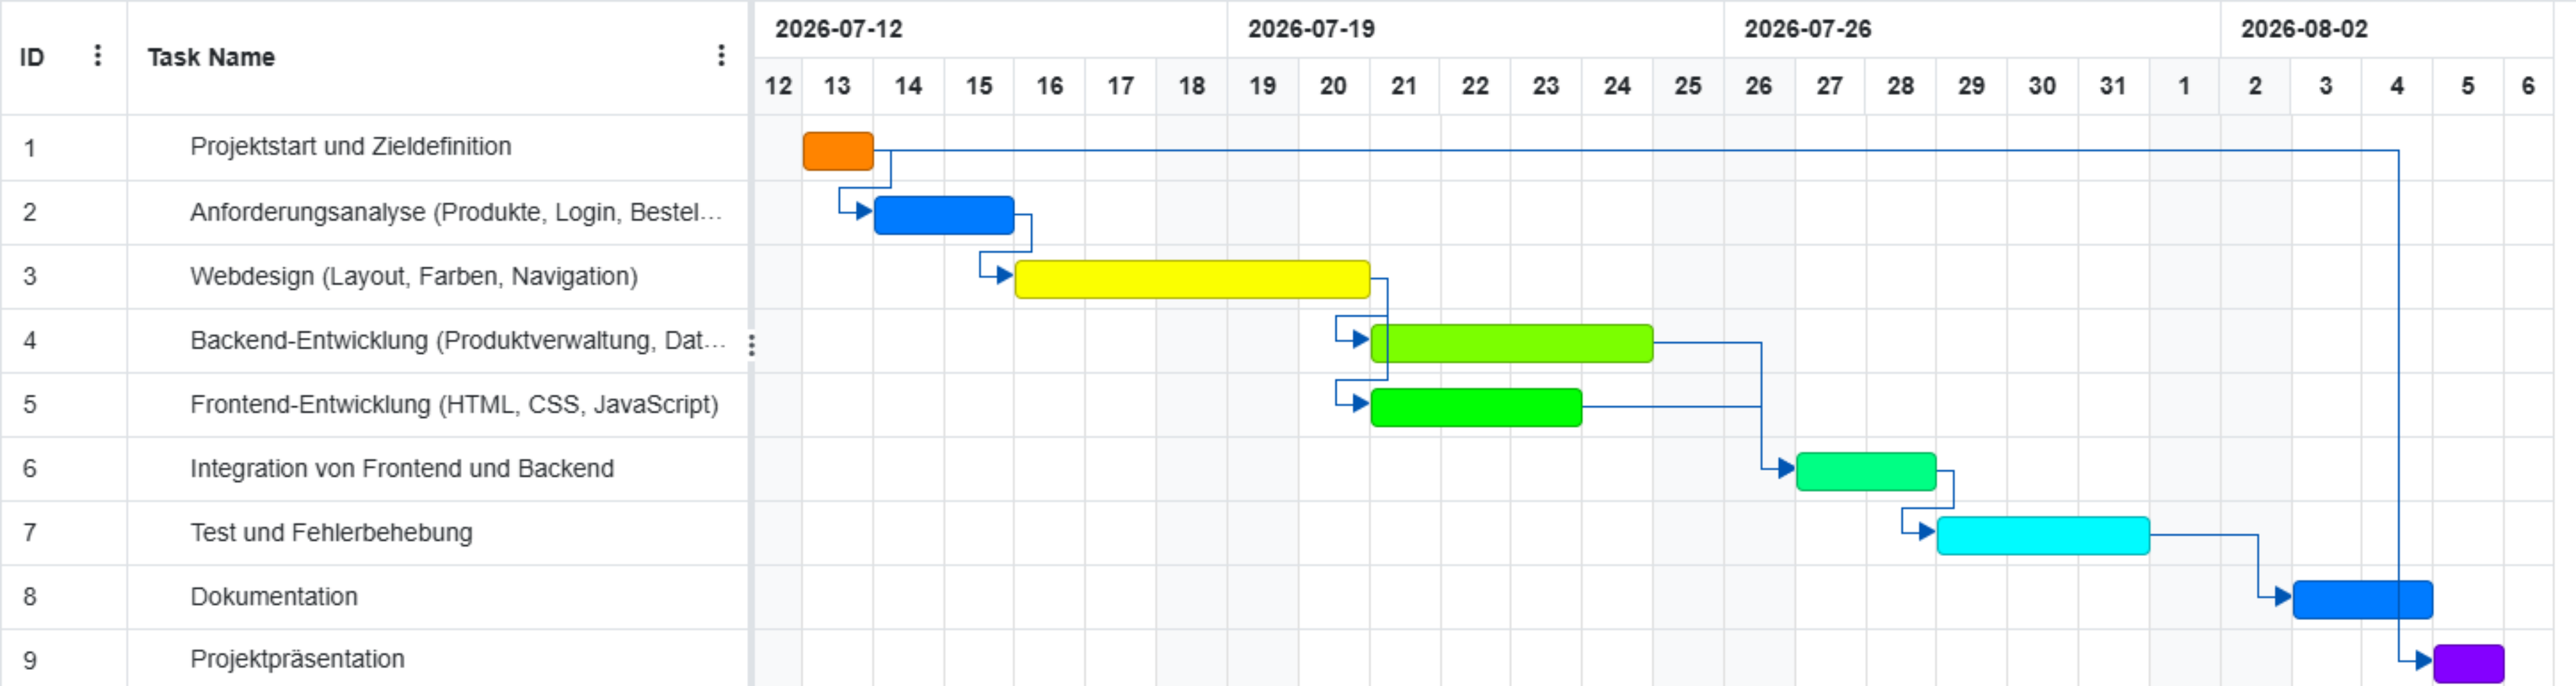 ID
Task Name
2026-07-12
2026-07-19
2026-07-26
2026-08-02
12 13 14 15 16 17 18 19 20 21 22 23 24 25 26 27 28 29 30 31 1 2 3 4 5 6
1 Projektstart und Zieldefinition
2 Anforderungsanalyse (Produkte, Login, Bestel...
3 Webdesign (Layout, Farben, Navigation)
4 Backend-Entwicklung (Produktverwaltung, Dat...
5 Frontend-Entwicklung (HTML, CSS, JavaScript)
6 Integration von Frontend und Backend
7 Test und Fehlerbehebung
8 Dokumentation
9 Projektpräsentation